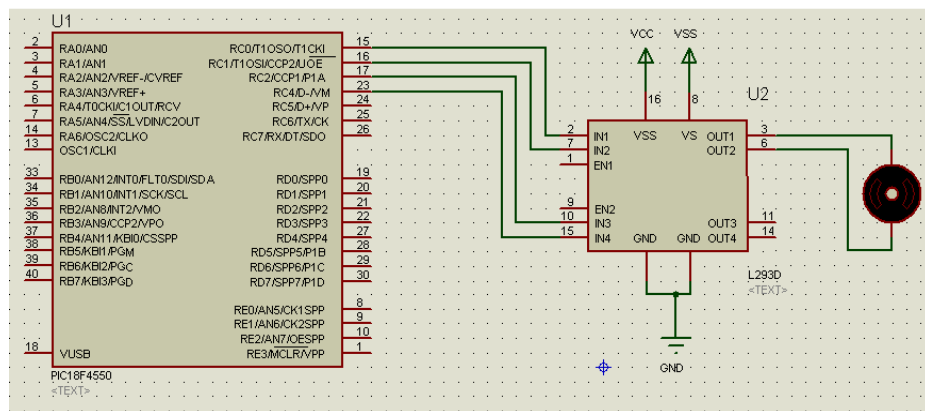 U1
2 RA0/AN0 RC0/T1OSO/T1CKI 15
3 RA1/AN1 RC1/T1OSI/CCP2/UOE 16
4 RA2/AN2/VREF-/CVREF RC2/CCP1/P1A 17
5 RA3/AN3/VREF+ RC4/D-/VM 23
6 RA4/T0CKI/C1OUT/RCV RC5/D+/VP 24
7 RA5/AN4/SS/LVDIN/C2OUT RC6/TX/CK 25
14 RA6/OSC2/CLKO RC7/RX/DT/SDO 26
13 OSC1/CLKI
33 RB0/AN12/INT0/FLT0/SDI/SDA RD0/SPP0 19
34 RB1/AN10/INT1/SCK/SCL RD1/SPP1 20
35 RB2/AN8/INT2/VMO RD2/SPP2 21
36 RB3/AN9/CCP2/VPO RD3/SPP3 22
37 RB4/AN11/KBI0/CSSPP RD4/SPP4 27
38 RB5/KBI1/PGM RD5/SPP5/P1B 28
39 RB6/KBI2/PGC RD6/SPP6/P1C 29
40 RB7/KBI3/PGD RD7/SPP7/P1D 30
RE0/AN5/CK1SPP 8
RE1/AN6/CK2SPP 9
RE2/AN7/OESPP 10
18 VUSB RE3/MCLR/VPP 1
PIC18F4550
<TEXT>
VCC VSS
16 8
U2
VSS VS
2 IN1 OUT1 3
7 IN2 OUT2 6
1 EN1
9 EN2
10 IN3 OUT3 11
15 IN4 GND GND OUT4 14
L293D
<TEXT>
GND